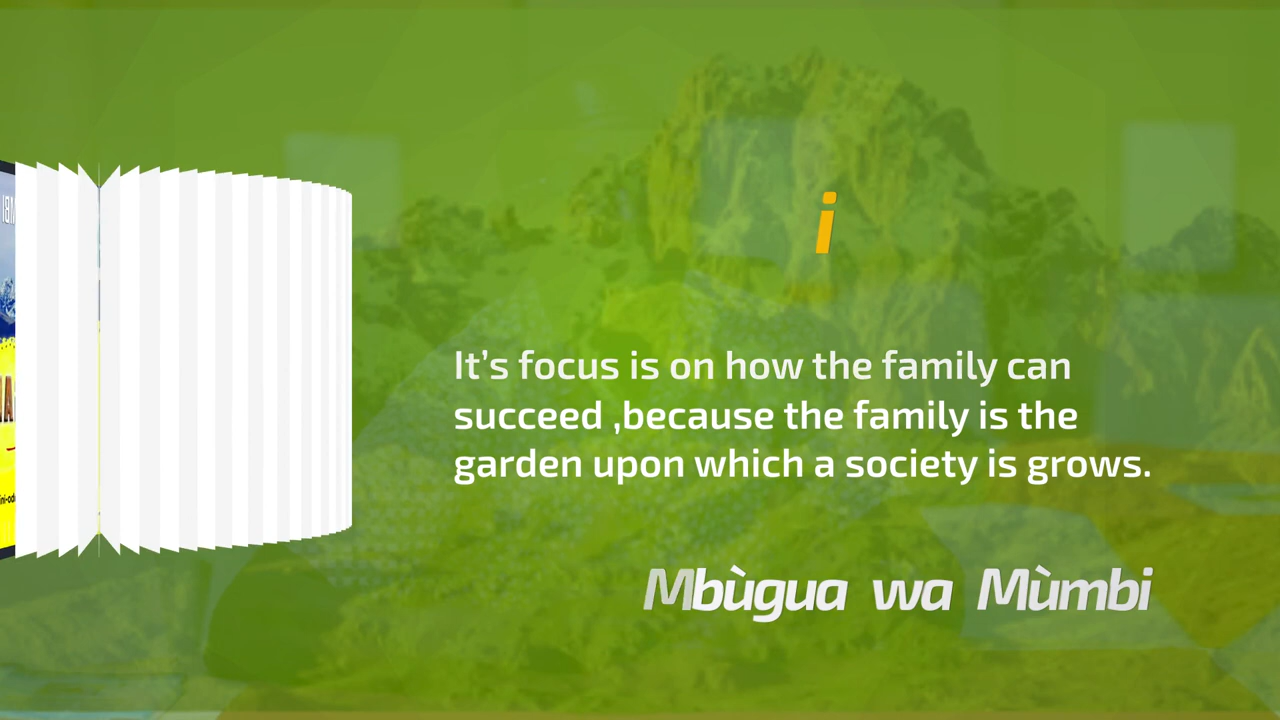 i
It's focus is on how the family can
succeed ,because the family is the
garden upon which a society is grows.
Mbùgua wa Mùmbi